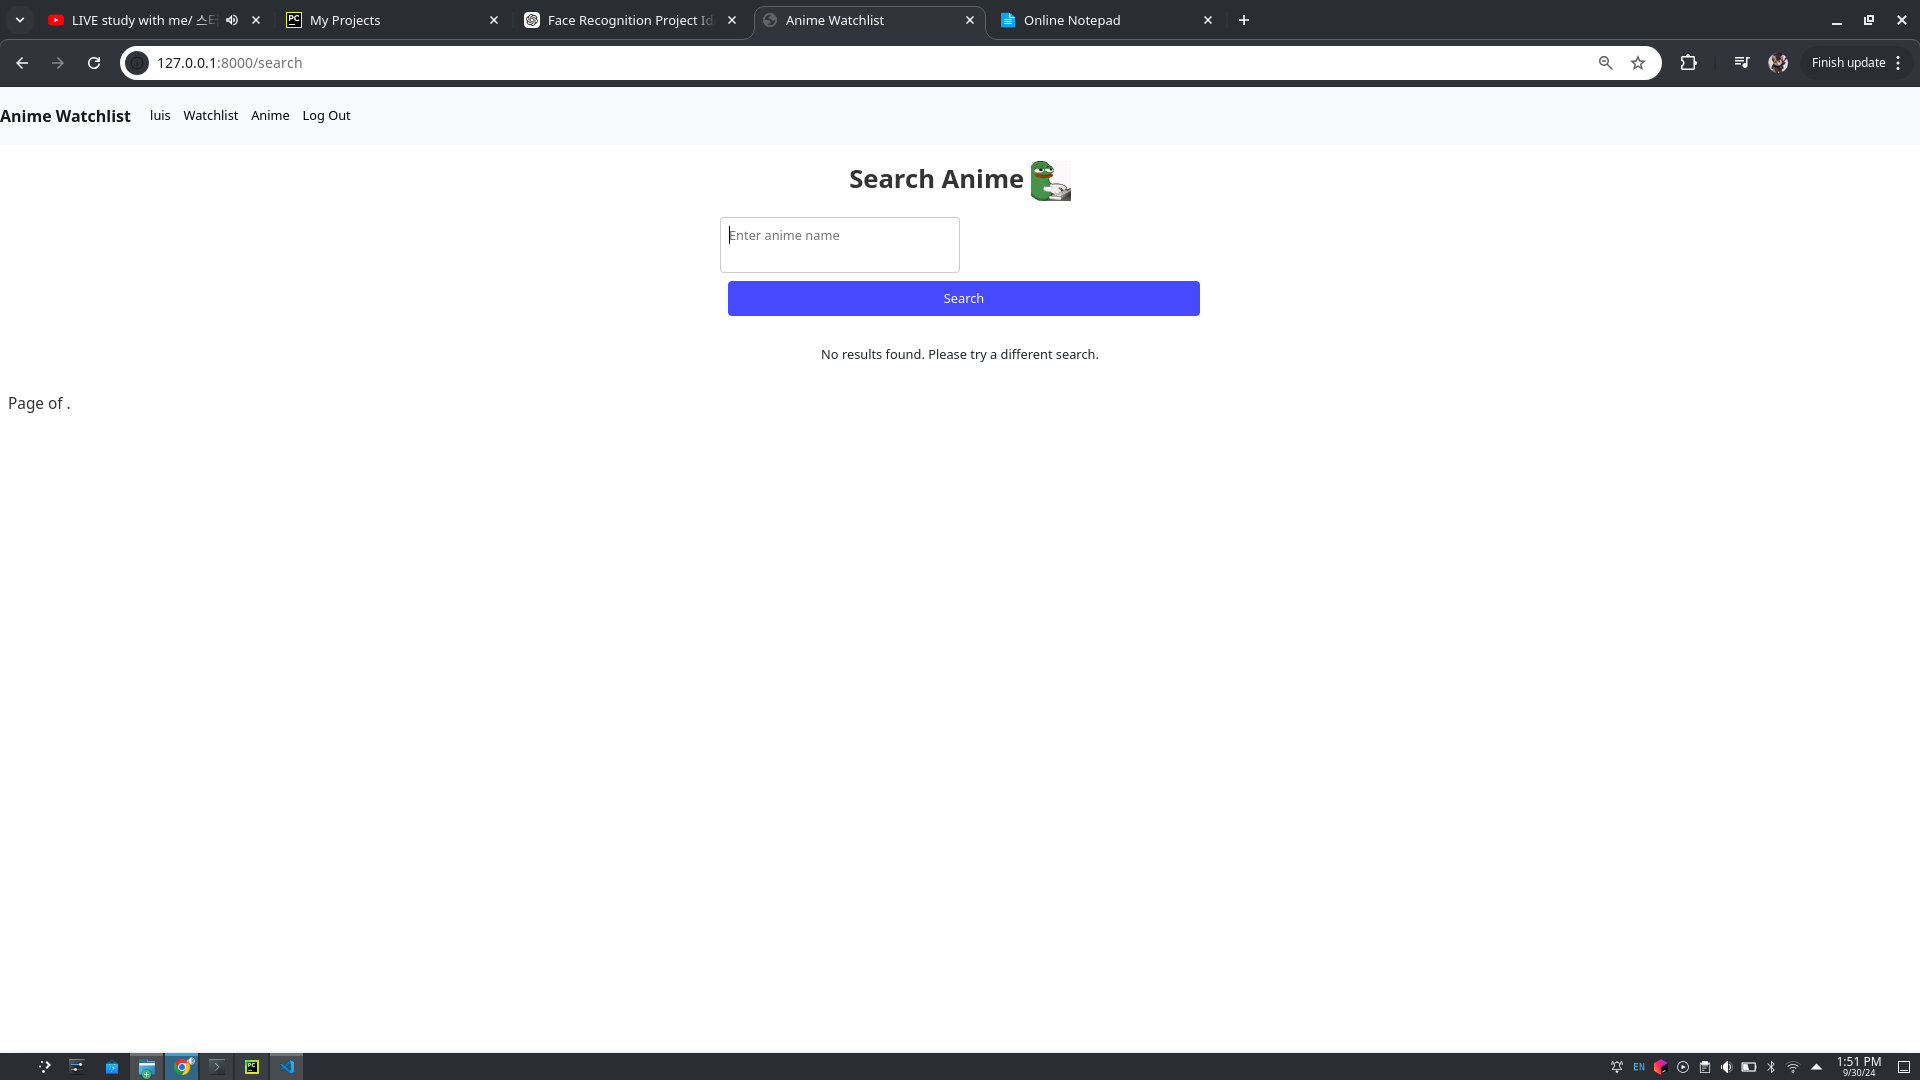 LIVE study with me/ 스터
My Projects
Face Recognition Project Id
Anime Watchlist
Online Notepad
127.0.0.1:8000/search
Finish update
Anime Watchlist
luis
Watchlist
Anime
Log Out
Search Anime
Enter anime name
Search
No results found. Please try a different search.
Page of .
EN
1:51 PM
9/30/24